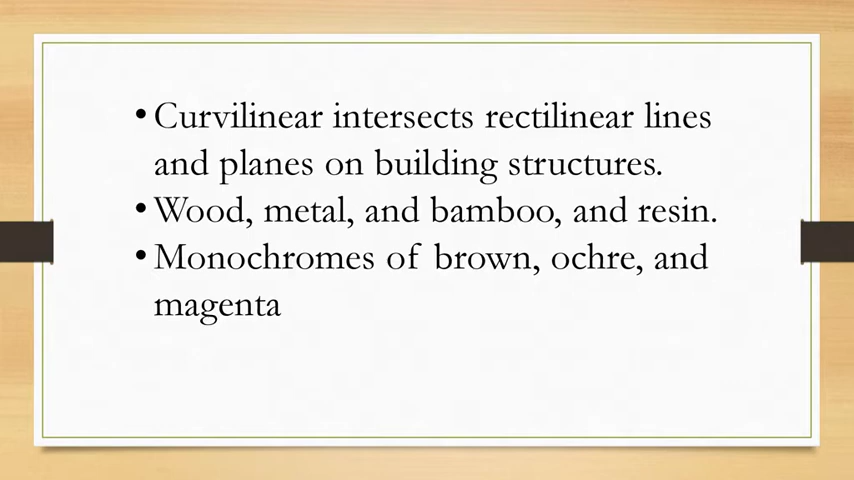 • Curvilinear intersects rectilinear lines
and planes on building structures.
• Wood, metal, and bamboo, and resin.
• Monochromes of brown, ochre, and
magenta